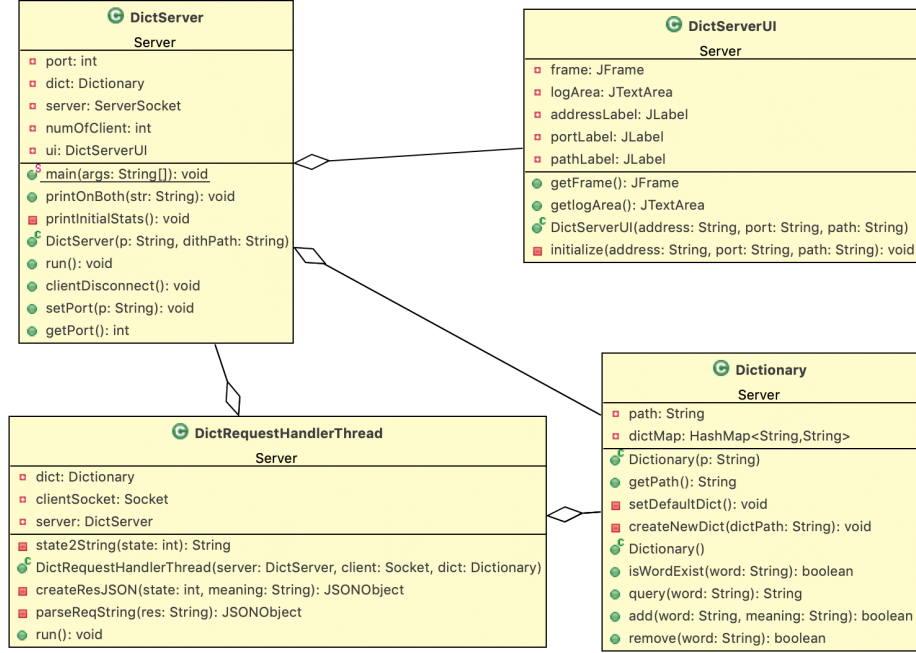 C DictServer
Server
port: int
dict: Dictionary
server: ServerSocket
numOfClient: int
ui: DictServerUI
S main(args: String[]): void
printOnBoth(str: String): void
printInitialStats(): void
C DictServer(p: String, dithPath: String)
run(): void
clientDisconnect(): void
setPort(p: String): void
getPort(): int
C DictServerUI
Server
frame: JFrame
logArea: JTextArea
addressLabel: JLabel
portLabel: JLabel
pathLabel: JLabel
getFrame(): JFrame
getlogArea(): JTextArea
C DictServerUI(address: String, port: String, path: String)
initialize(address: String, port: String, path: String): void
C DictRequestHandlerThread
Server
dict: Dictionary
clientSocket: Socket
server: DictServer
state2String(state: int): String
C DictRequestHandlerThread(server: DictServer, client: Socket, dict: Dictionary)
createResJSON(state: int, meaning: String): JSONObject
parseReqString(res: String): JSONObject
run(): void
C Dictionary
Server
path: String
dictMap: HashMap<String,String>
C Dictionary(p: String)
getPath(): String
setDefaultDict(): void
createNewDict(dictPath: String): void
C Dictionary()
isWordExist(word: String): boolean
query(word: String): String
add(word: String, meaning: String): boolean
remove(word: String): boolean